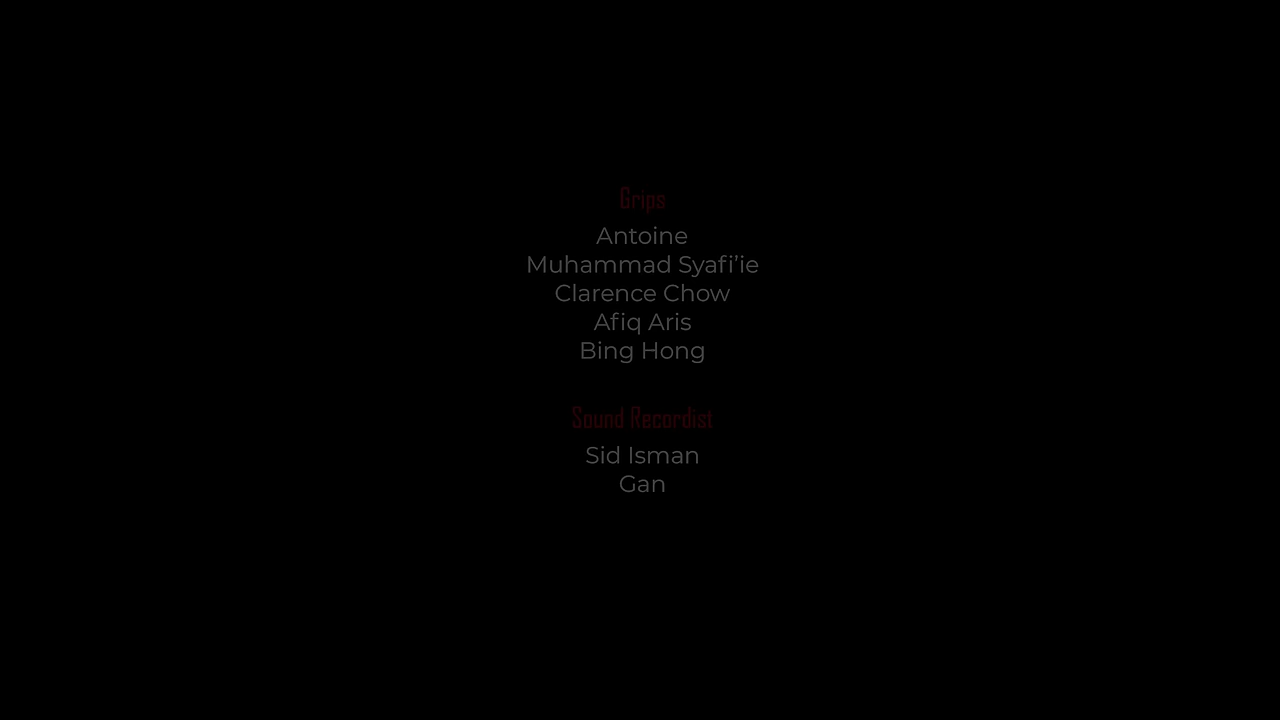 Grips
Antoine
Muhammad Syafi’ie
Clarence Chow
Afiq Aris
Bing Hong
Sound Recordist
Sid Isman
Gan